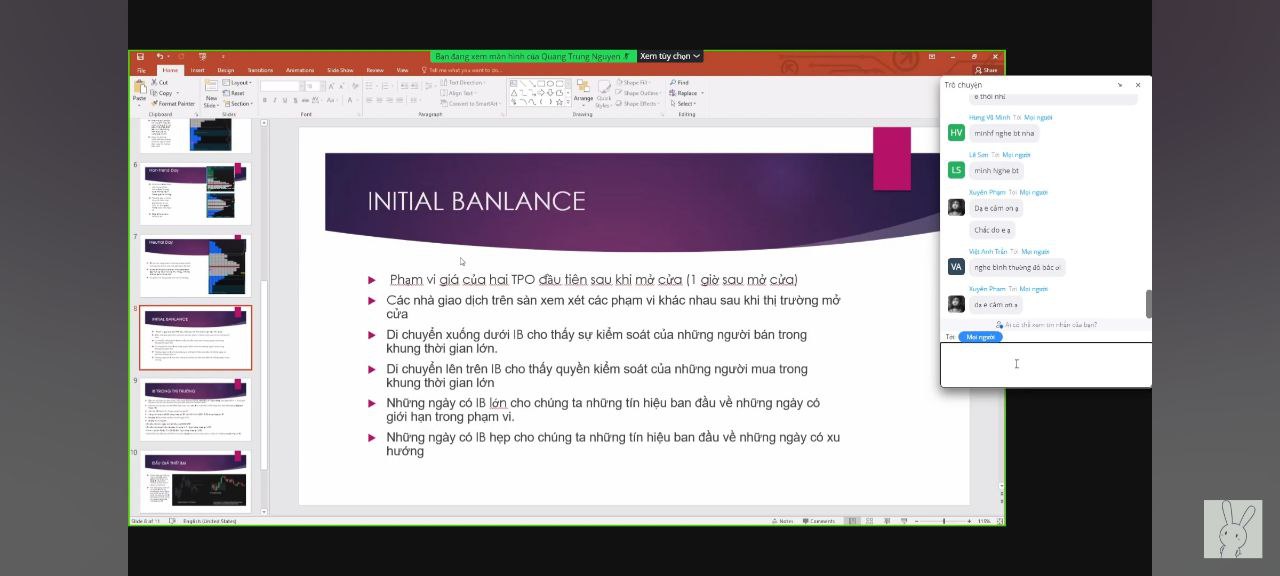 Bạn đang xem màn hình của Quang Trung Nguyen
Xem tùy chọn
File Home Insert Design Transitions Animations Slide Show Review View Tell me what you want to do...
Share
Paste
Cut
Copy
Format Painter
Clipboard
New Slide
Layout
Reset
Section
Slides
Font
Text Direction
Align Text
Convert to SmartArt
Paragraph
Arrange
Quick Styles
Shape Fill
Shape Outline
Shape Effects
Drawing
Find
Replace
Select
Editing
6
7
Neutral Day
8
INITIAL BANLANCE
9
IB TRONG THỊ TRƯỜNG
10
INITIAL BANLANCE
Phạm vi giá của hai TPO đầu tiên sau khi mở cửa (1 giờ sau mở cửa)
Các nhà giao dịch trên sàn xem xét các phạm vi khác nhau sau khi thị trường mở
cửa
Di chuyển xuống dưới IB cho thấy sự kiểm soát của những người bán trong
khung thời gian lớn.
Di chuyển lên trên IB cho thấy quyền kiểm soát của những người mua trong
khung thời gian lớn
Những ngày có IB rộng cho chúng ta những tín hiệu ban đầu về những ngày có
giới hạn trong phạm vi
Những ngày có IB hẹp cho chúng ta những tín hiệu ban đầu về những ngày có xu
hướng
Slide 8 of 11
English (United States)
Notes
Comments
115%
Trò chuyện
e thôi nhỉ
Hùng Võ Minh Tới Mọi người
HV
minhf nghe bt nha
Lê Sơn Tới Mọi người
LS
mình Nghe bt
Xuyên Phạm Tới Mọi người
Dạ e cảm ơn ạ
Chắc do e ạ
Việt Anh Trần Tới Mọi người
VA
nghe bình thường đó bác ơi
Xuyên Phạm Tới Mọi người
dạ e cảm ơn ạ
Ai có thể xem tin nhắn của bạn?
Tới: Mọi người